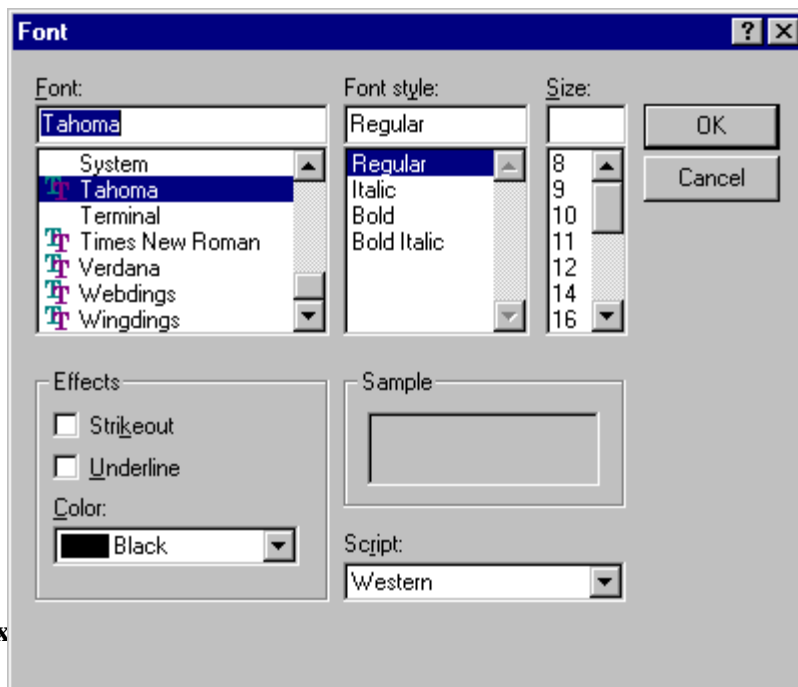 Font
Font: Font style: Size:
Tahoma Regular OK
System Regular 8 Cancel
Tahoma Italic 9
Terminal Bold 10
Times New Roman Bold Italic 11
Verdana 12
Webdings 14
Wingdings 16
Effects Sample
Strikeout
Underline
Color:
Black Script:
Western
x